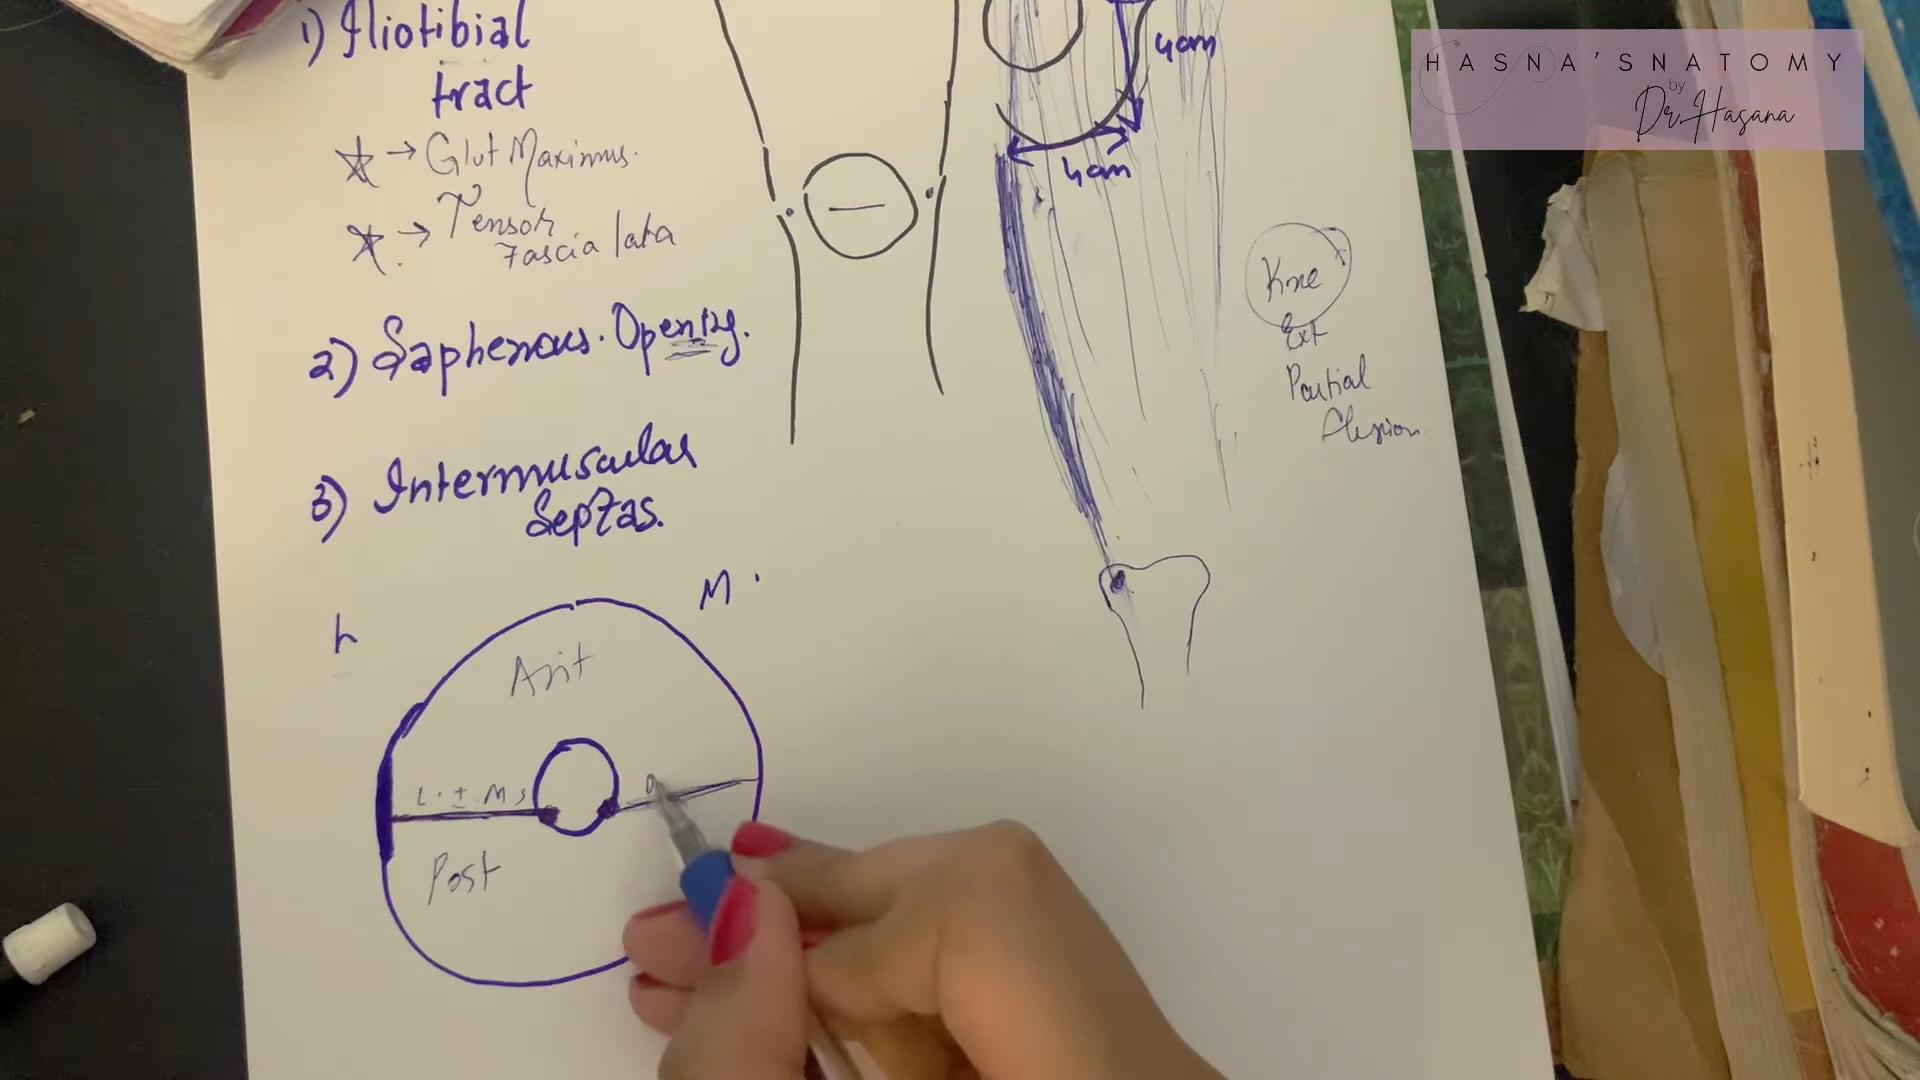 1) Iliotibial
tract
→ Glut Maximus.
→ Tensor
Fascia lata
2) Saphenous. Opening.
3) Intermuscular
Septas.
L
M
Ant
L. I. M S
Post
4cm
4cm
Knee
Ext
Partial
flexion
HASNA'SNATOMY
by
Dr. Hasana